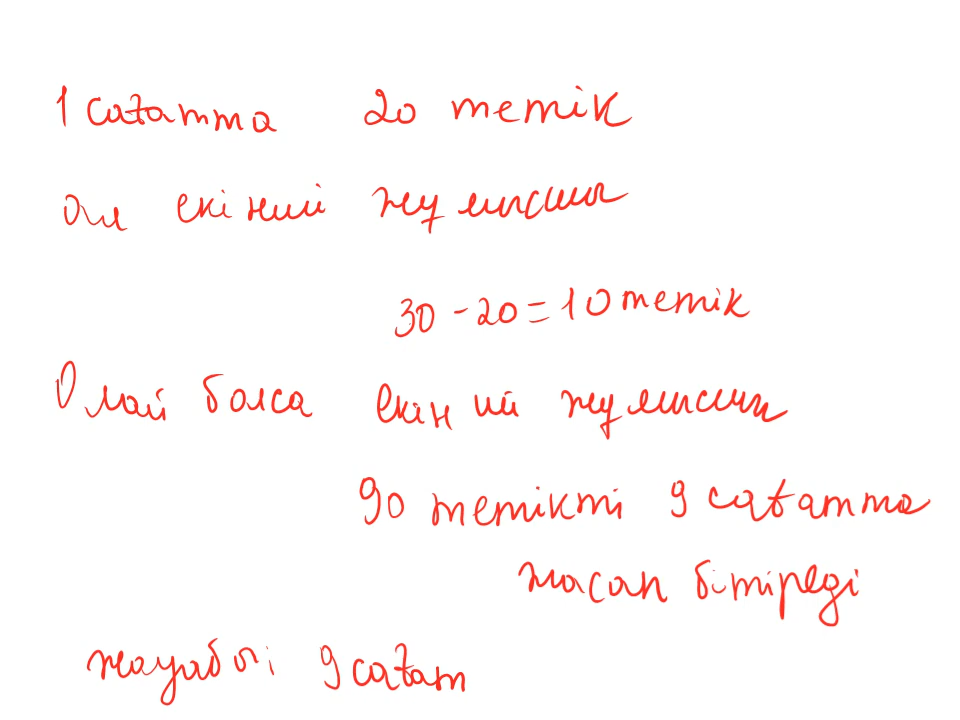 1 сағатта 20 тетік
Ол екінші жұмысшы
30 - 20 = 10 тетік
Олай болса екінші жұмысшы
90 тетікті 9 сағатта
жасап бітіреді
жауабы: 9 сағат